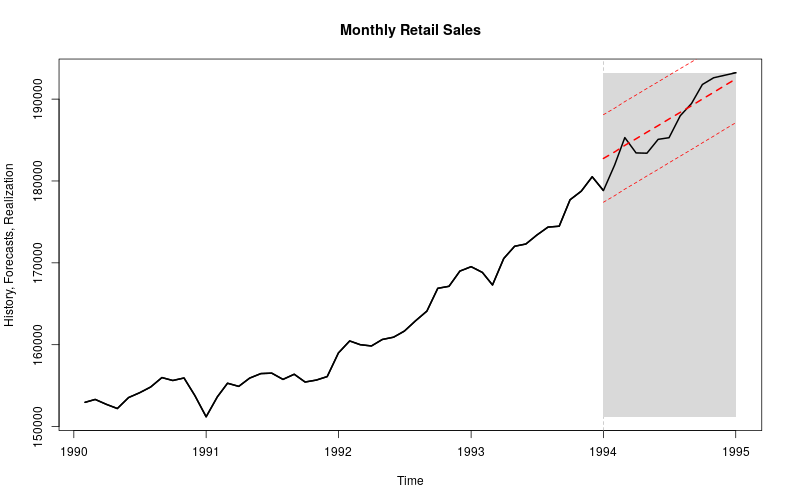 Monthly Retail Sales
History, Forecasts, Realization
190000
180000
170000
160000
150000
1990 1991 1992 1993 1994 1995
Time